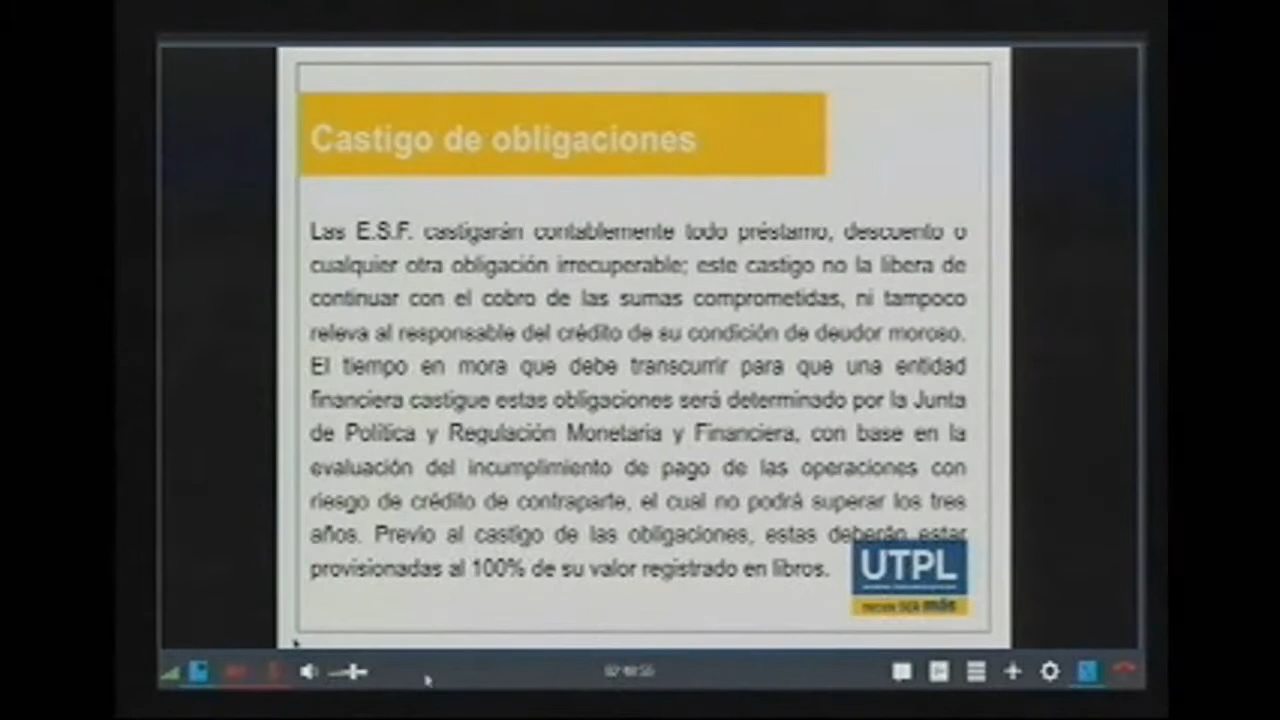 Castigo de obligaciones
Las E.S.F. castigarán contablemente todo préstamo, descuento o
cualquier otra obligación irrecuperable; este castigo no la libera de
continuar con el cobro de las sumas comprometidas, ni tampoco
releva al responsable del crédito de su condición de deudor moroso.
El tiempo en mora que debe transcurrir para que una entidad
financiera castigue estas obligaciones será determinado por la Junta
de Política y Regulación Monetaria y Financiera, con base en la
evaluación del incumplimiento de pago de las operaciones con
riesgo de crédito de contraparte, el cual no podrá superar los tres
años. Previo al castigo de las obligaciones, estas deberán estar
provisionadas al 100% de su valor registrado en libros.
UTPL
más